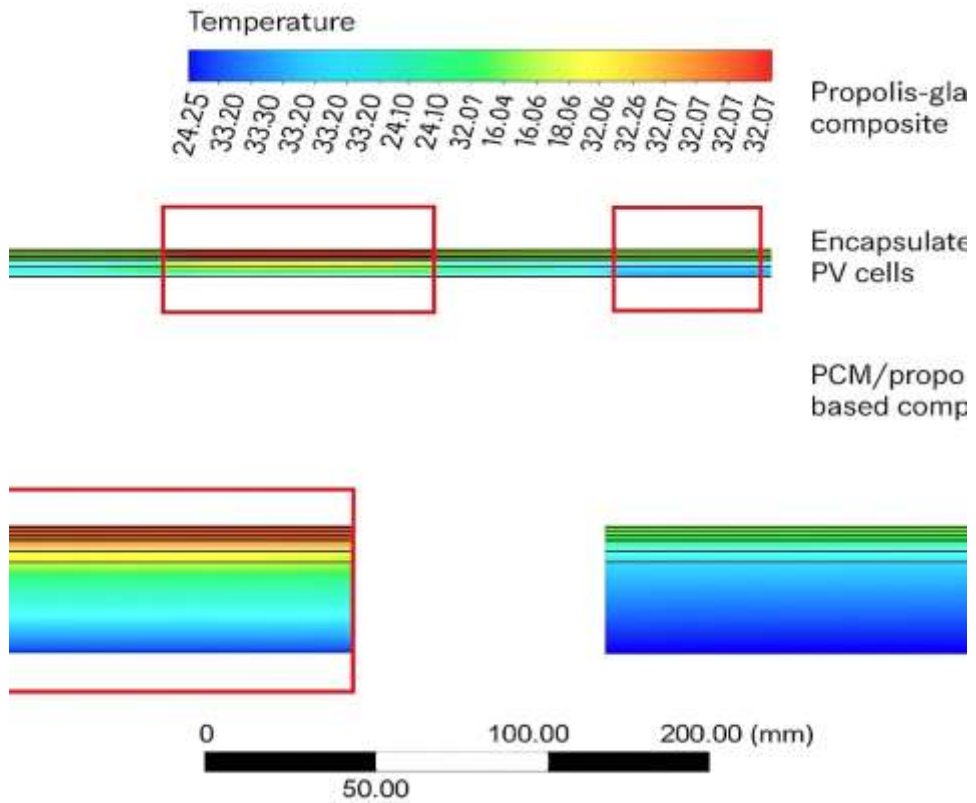 Temperature
24.25 33.20 33.30 33.20 33.20 33.20 24.10 24.10 32.07 16.04 16.06 18.06 32.06 32.26 32.07 32.07 32.07 32.07
Propolis-gla
composite
Encapsulate
PV cells
PCM/propo
based comp
0 100.00 200.00 (mm)
50.00